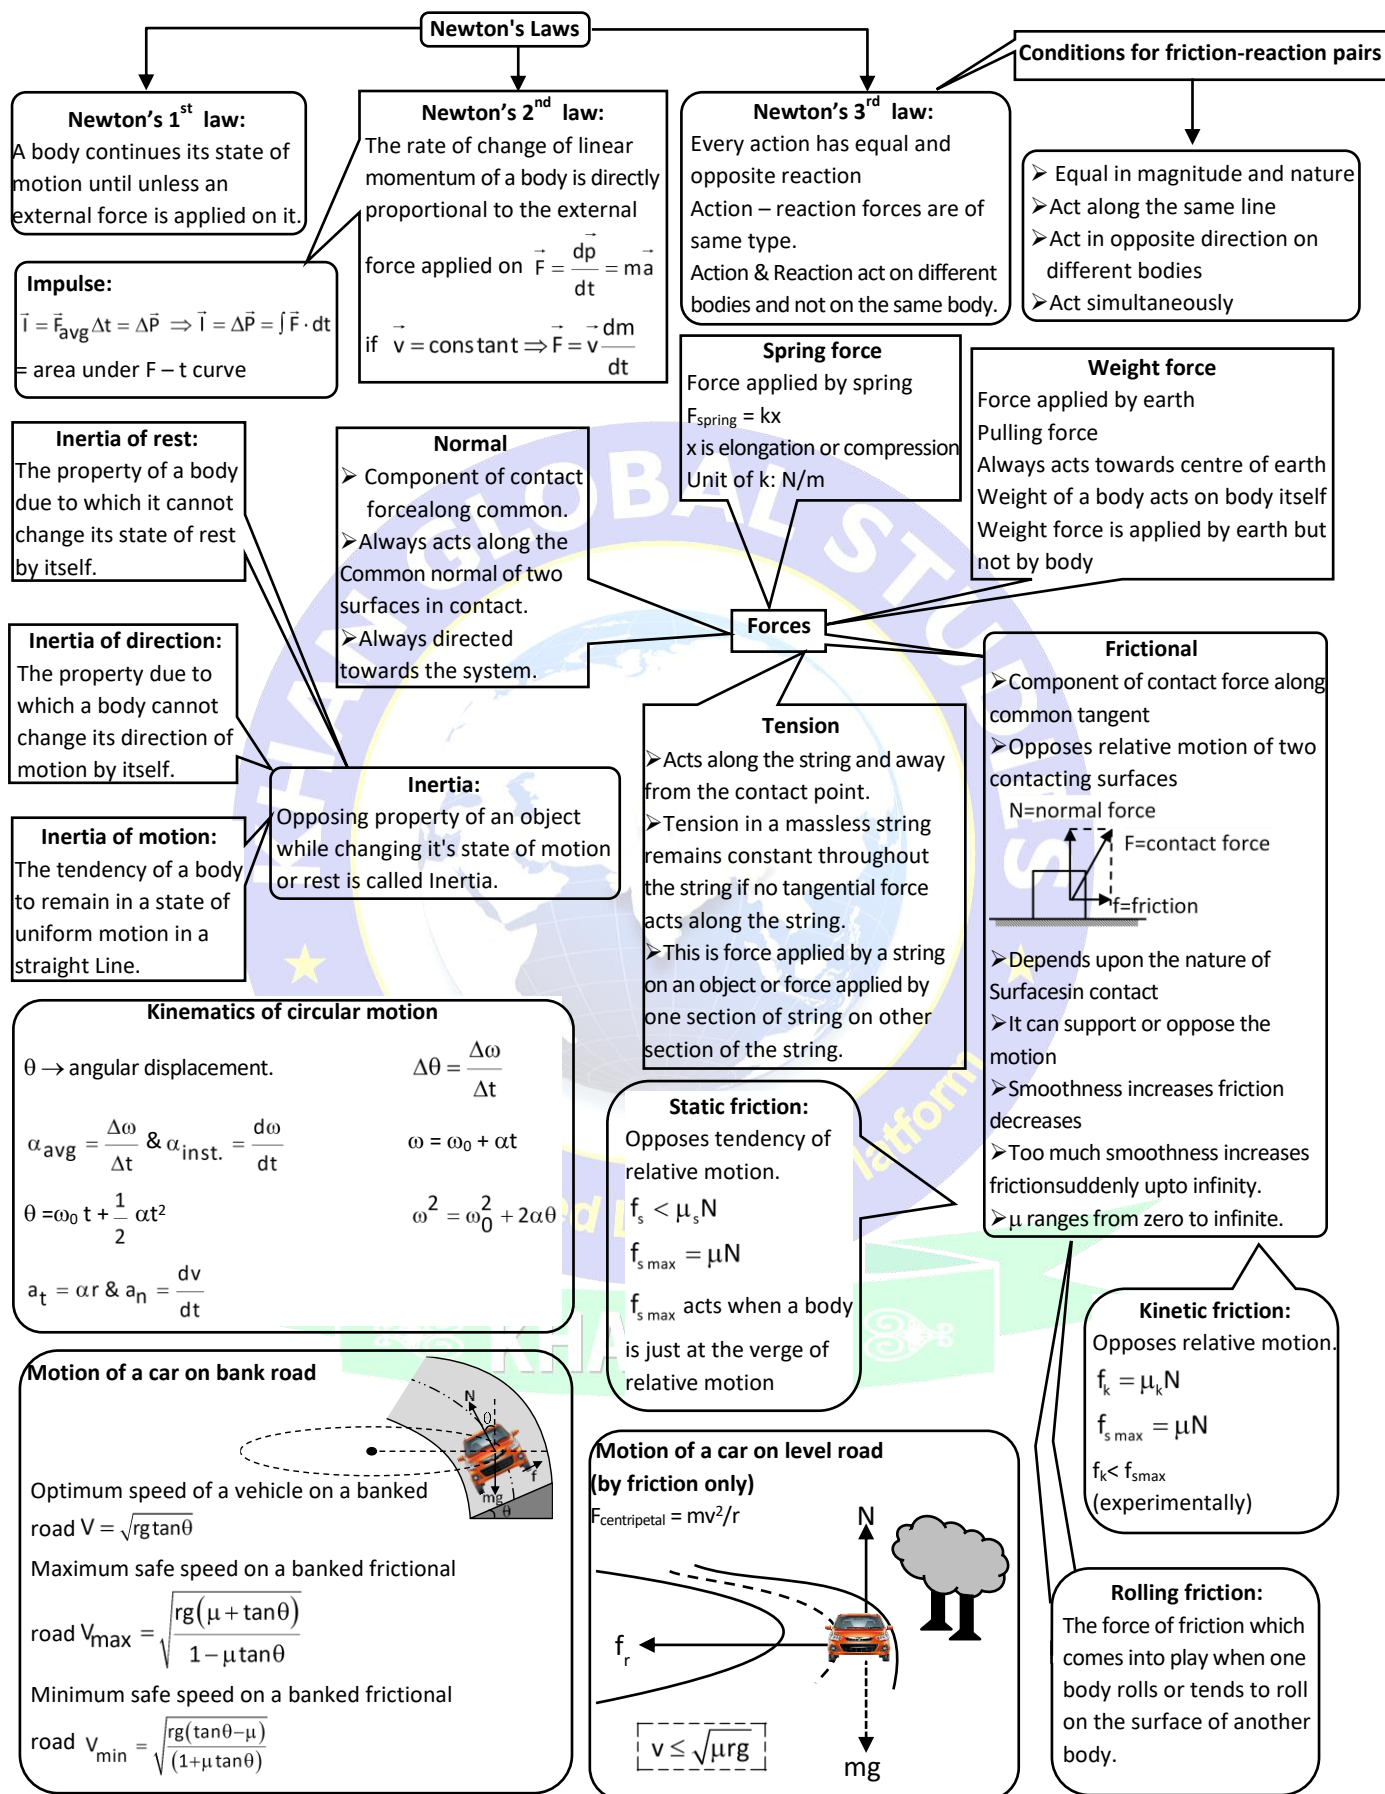 Newton's Laws
Conditions for friction-reaction pairs
Newton's 1st law:
A body continues its state of
motion until unless an
external force is applied on it.
Newton's 2nd law:
The rate of change of linear
momentum of a body is directly
proportional to the external
force applied on F⃗ = dp⃗/dt = ma⃗
if v⃗ = constant ⇒ F⃗ = v⃗ dm/dt
Newton's 3rd law:
Every action has equal and
opposite reaction
Action – reaction forces are of
same type.
Action & Reaction act on different
bodies and not on the same body.
➢ Equal in magnitude and nature
➢Act along the same line
➢Act in opposite direction on
different bodies
➢Act simultaneously
Impulse:
I⃗ = F⃗avg Δt = ΔP⃗ ⇒ I⃗ = ΔP⃗ = ∫F⃗·dt
= area under F – t curve
Spring force
Force applied by spring
Fspring = kx
x is elongation or compression
Unit of k: N/m
Weight force
Force applied by earth
Pulling force
Always acts towards centre of earth
Weight of a body acts on body itself
Weight force is applied by earth but
not by body
Inertia of rest:
The property of a body
due to which it cannot
change its state of rest
by itself.
Normal
➢ Component of contact
forcealong common.
➢Always acts along the
Common normal of two
surfaces in contact.
➢Always directed
towards the system.
Forces
Inertia of direction:
The property due to
which a body cannot
change its direction of
motion by itself.
Inertia:
Opposing property of an object
while changing it's state of motion
or rest is called Inertia.
Inertia of motion:
The tendency of a body
to remain in a state of
uniform motion in a
straight Line.
Tension
➢Acts along the string and away
from the contact point.
➢Tension in a massless string
remains constant throughout
the string if no tangential force
acts along the string.
➢This is force applied by a string
on an object or force applied by
one section of string on other
section of the string.
Frictional
➢Component of contact force along
common tangent
➢Opposes relative motion of two
contacting surfaces
N=normal force
F=contact force
f=friction
➢Depends upon the nature of
Surfacesin contact
➢It can support or oppose the
motion
➢Smoothness increases friction
decreases
➢Too much smoothness increases
frictionsuddenly upto infinity.
➢μ ranges from zero to infinite.
Kinematics of circular motion
θ → angular displacement.
Δθ = Δω/Δt
αavg = Δω/Δt & αinst. = dω/dt
ω = ω₀ + αt
θ =ω₀ t + 1/2 αt²
ω² = ω₀² + 2αθ
at = αr & an = dv/dt
Static friction:
Opposes tendency of
relative motion.
fs < μsN
fs max = μN
fs max acts when a body
is just at the verge of
relative motion
Kinetic friction:
Opposes relative motion.
fk = μkN
fs max = μN
fk< fsmax
(experimentally)
Motion of a car on bank road
N
θ
f
mg
θ
Optimum speed of a vehicle on a banked
road V = √(rg tanθ)
Maximum safe speed on a banked frictional
road Vmax = √(rg(μ + tanθ)/(1 − μ tanθ))
Minimum safe speed on a banked frictional
road Vmin = √(rg(tanθ−μ)/(1+μ tanθ))
Motion of a car on level road
(by friction only)
Fcentripetal = mv²/r
N
fr
mg
v ≤ √μrg
Rolling friction:
The force of friction which
comes into play when one
body rolls or tends to roll
on the surface of another
body.
KHAN GLOBAL STUDIES